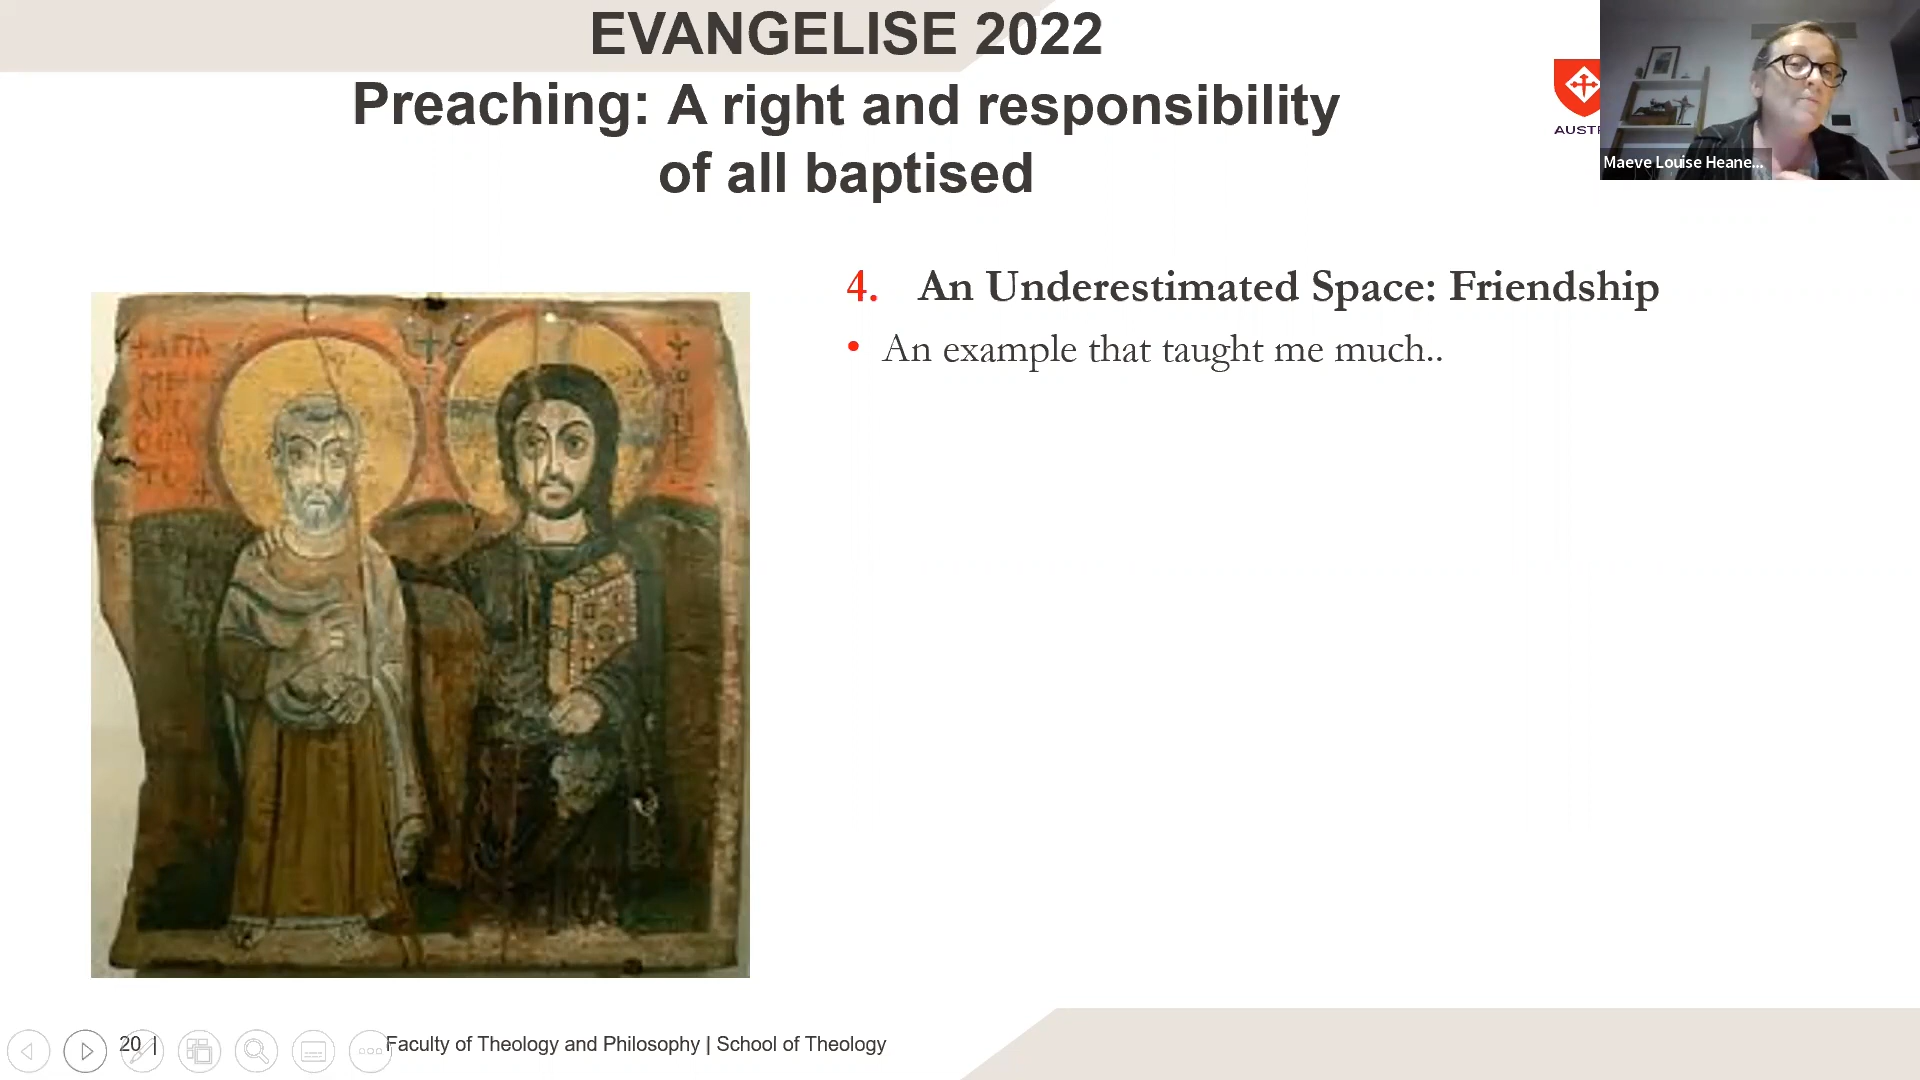 EVANGELISE 2022
Preaching: A right and responsibility
of all baptised
AUST
Maeve Louise Heane...
4. An Underestimated Space: Friendship
• An example that taught me much..
20 |
Faculty of Theology and Philosophy | School of Theology